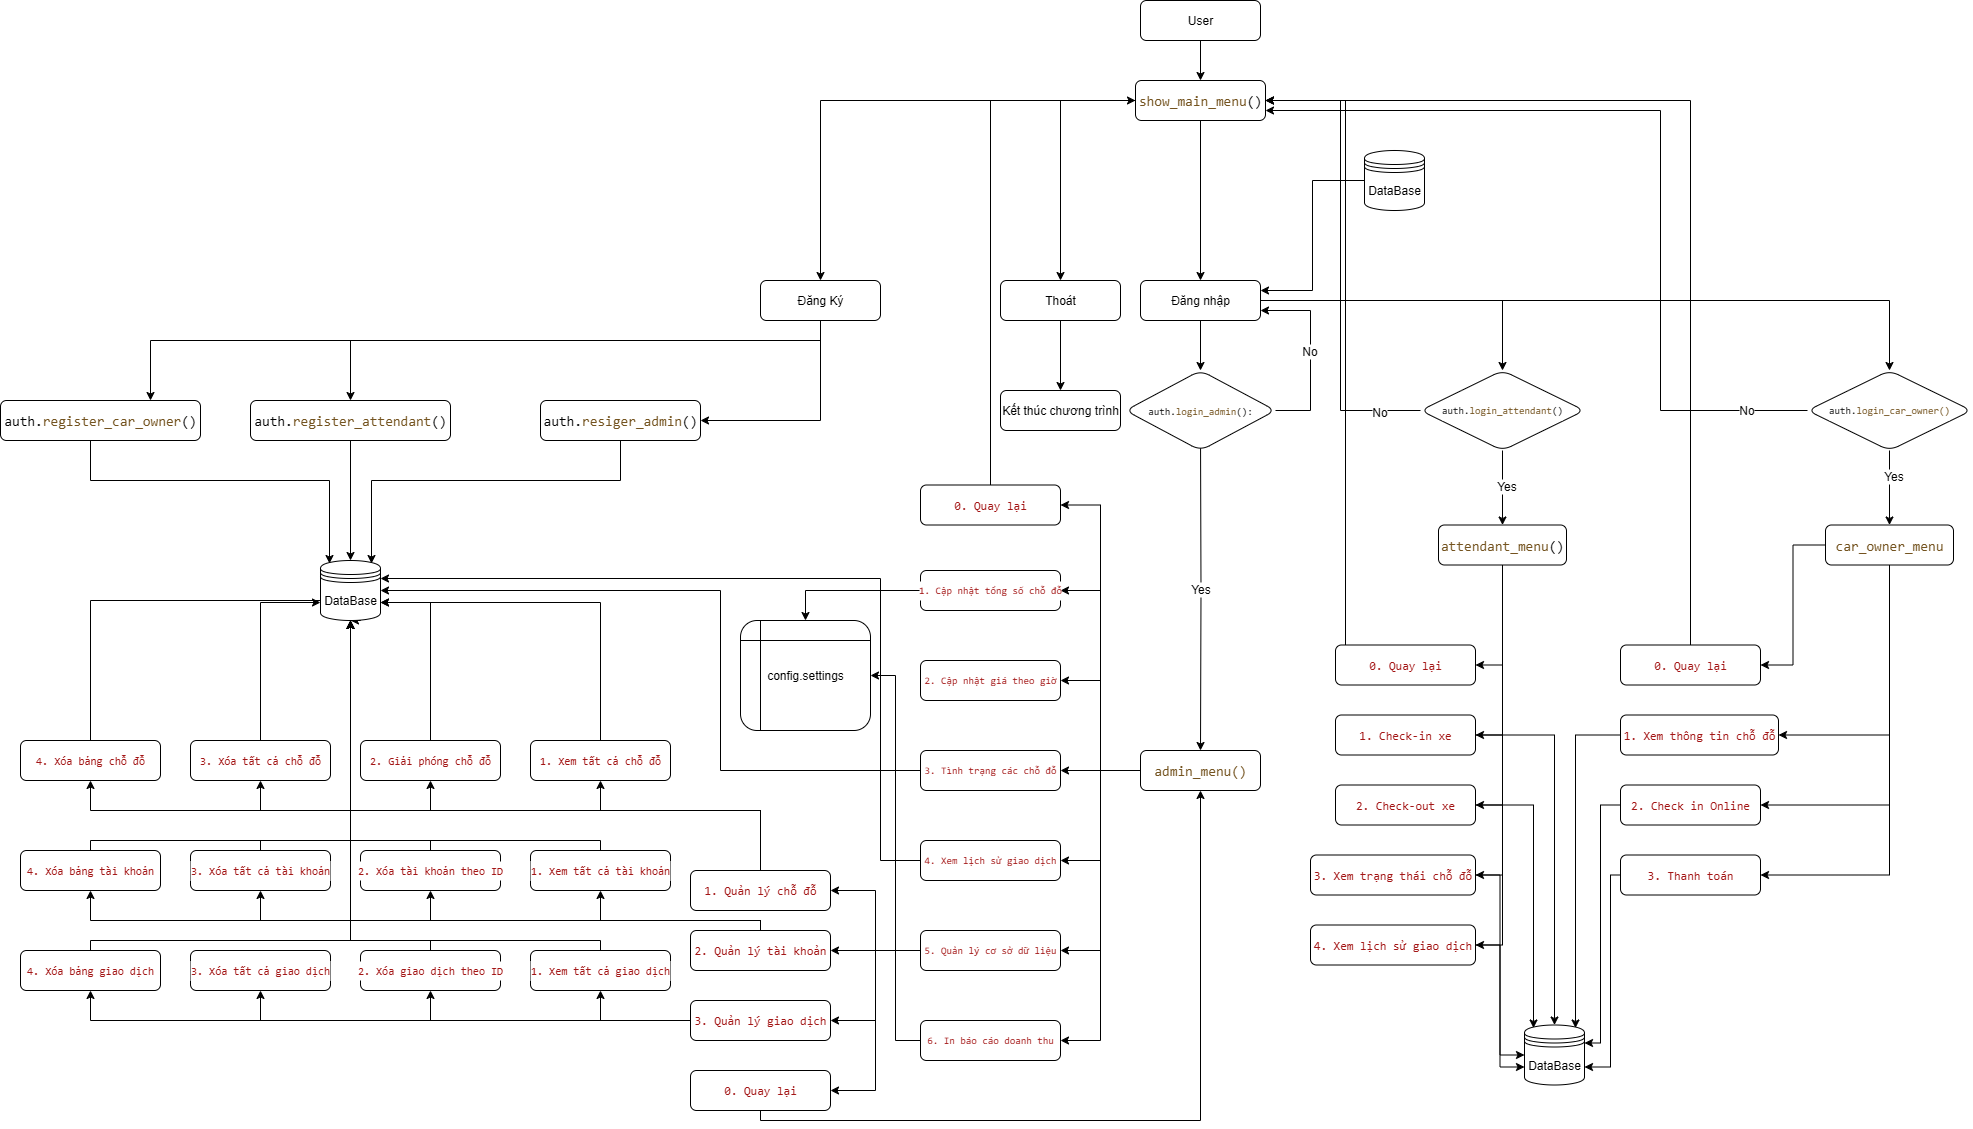 User
show_main_menu()
DataBase
Đăng Ký
Thoát
Đăng nhập
No
auth.register_car_owner()
auth.register_attendant()
auth.resiger_admin()
Kết thúc chương trình
auth.login_admin():
No
auth.login_attendant()
No
auth.login_car_owner()
Yes
Yes
0. Quay lại
attendant_menu()
car_owner_menu
DataBase
1. Cập nhật tổng số chỗ đỗ
Yes
config.settings
2. Cập nhật giá theo giờ
0. Quay lại
0. Quay lại
1. Check-in xe
1. Xem thông tin chỗ đỗ
4. Xóa bảng chỗ đỗ
3. Xóa tất cả chỗ đỗ
2. Giải phóng chỗ đỗ
1. Xem tất cả chỗ đỗ
3. Tình trạng các chỗ đỗ
admin_menu()
2. Check-out xe
2. Check in Online
4. Xóa bảng tài khoản
3. Xóa tất cả tài khoản
2. Xóa tài khoản theo ID
1. Xem tất cả tài khoản
1. Quản lý chỗ đỗ
4. Xem lịch sử giao dịch
3. Xem trạng thái chỗ đỗ
3. Thanh toán
2. Quản lý tài khoản
5. Quản lý cơ sở dữ liệu
4. Xem lịch sử giao dịch
4. Xóa bảng giao dịch
3. Xóa tất cả giao dịch
2. Xóa giao dịch theo ID
1. Xem tất cả giao dịch
3. Quản lý giao dịch
6. In báo cáo doanh thu
DataBase
0. Quay lại